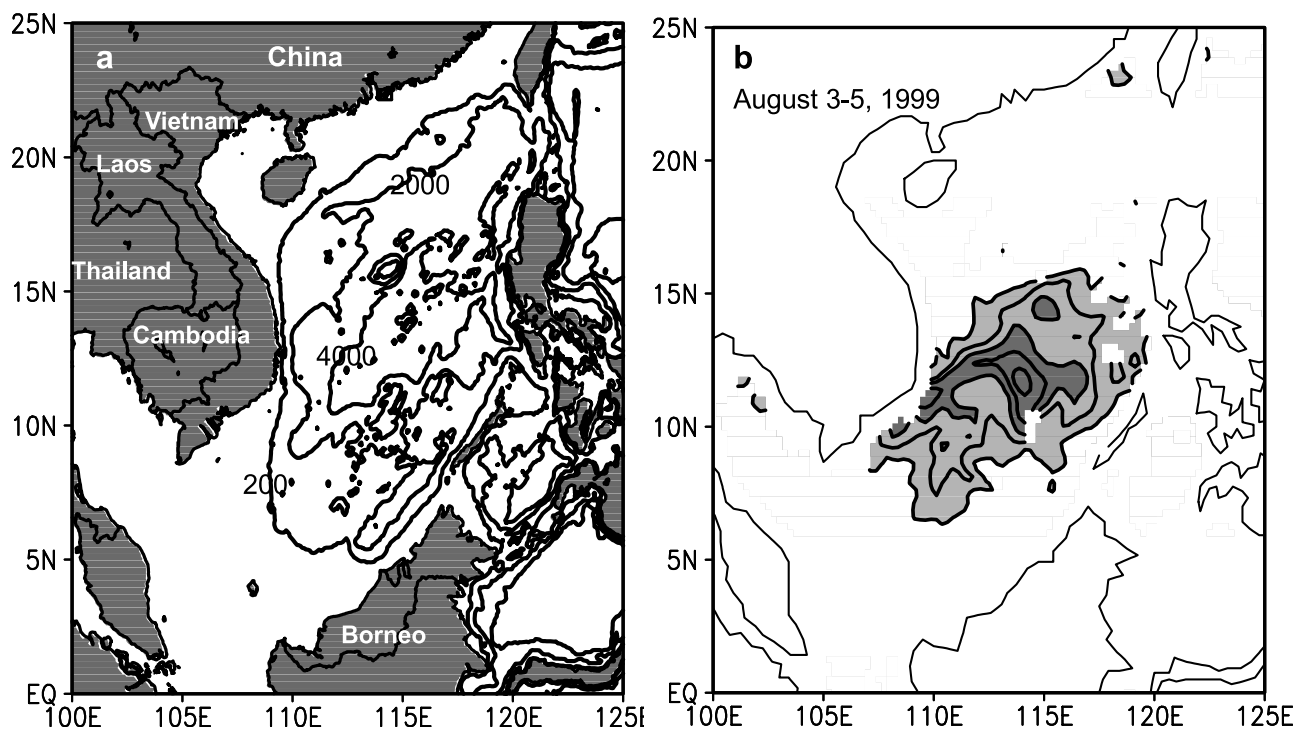 25N
a
China
Vietnam
20N
Laos
2000
Thailand
15N
Cambodia
4000
10N
200
5N
Borneo
EQ
100E
105E
110E
115E
120E
125E
25N
b
August 3-5, 1999
20N
15N
10N
5N
EQ
100E
105E
110E
115E
120E
125E